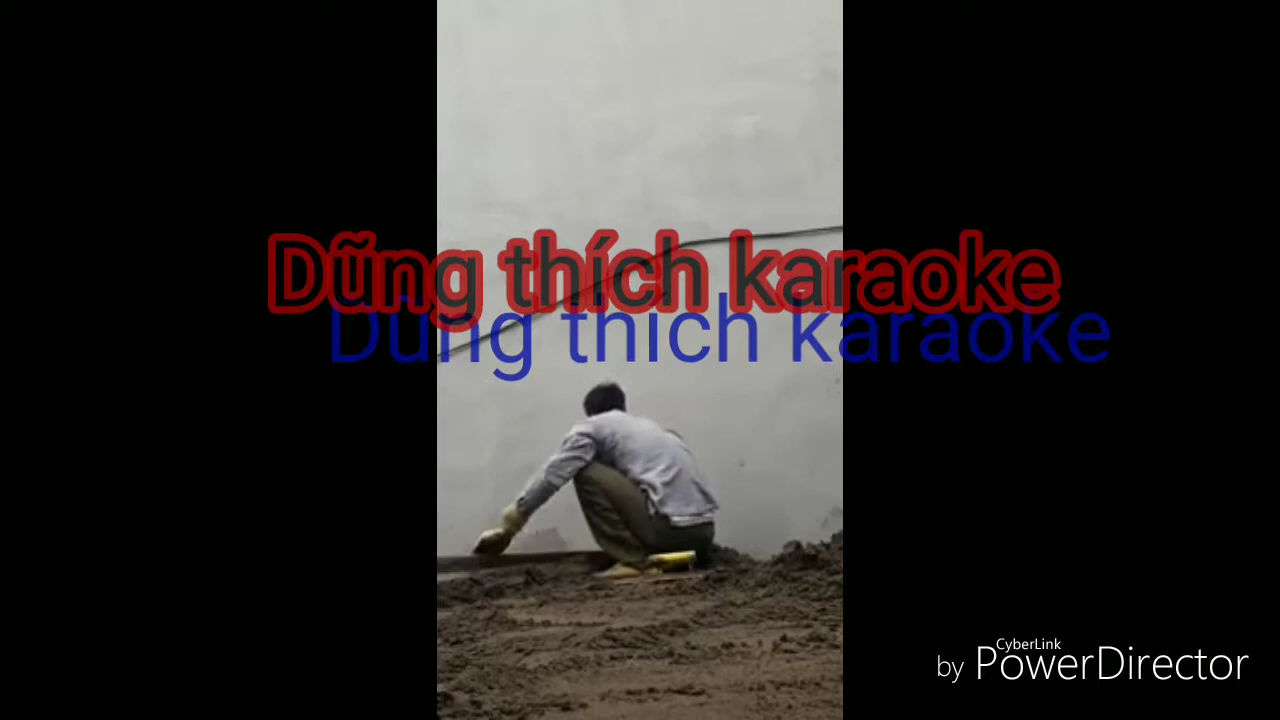 Dũng thích karaoke
Dũng thích karaoke
CyberLink
by PowerDirector